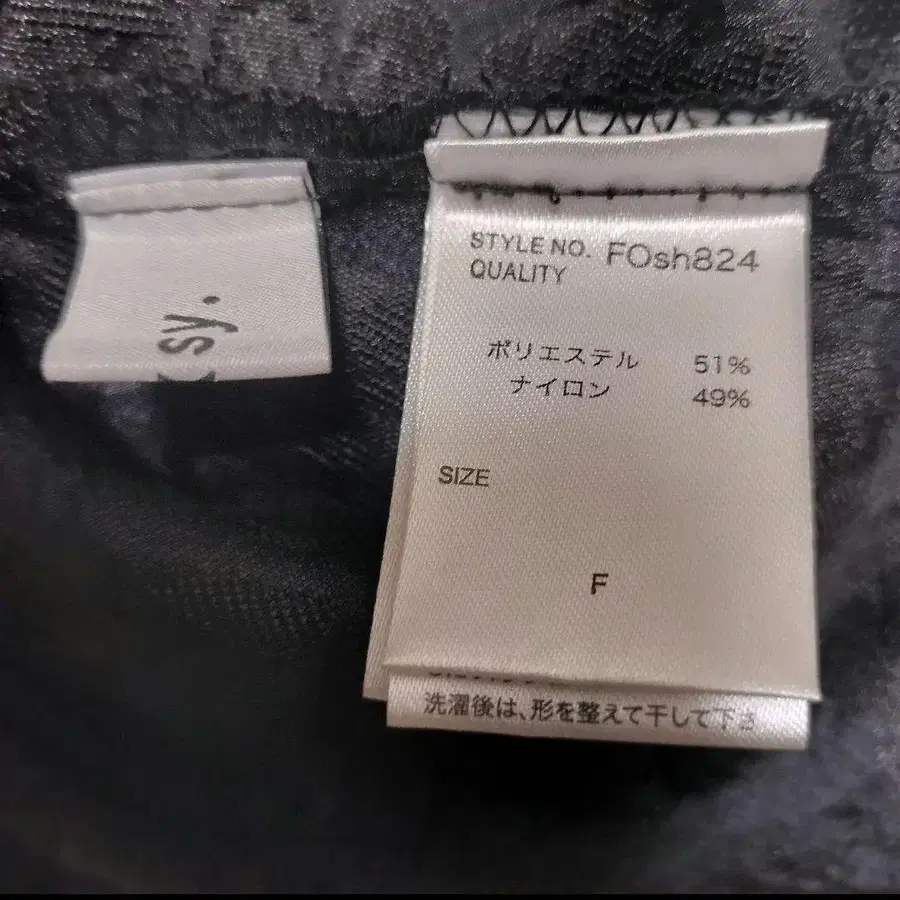 sy.
STYLE NO. FOsh824
QUALITY
ポリエステル 51%
ナイロン 49%
SIZE
F
洗濯後は、形を整えて干して下さ